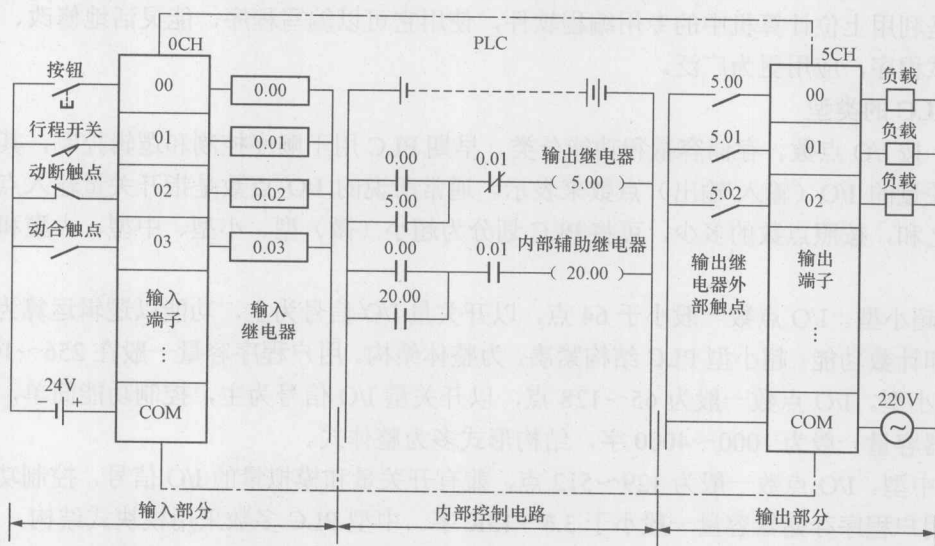 0CH
PLC
5CH
按钮
00
0.00
5.00
00
负载
行程开关
01
0.01
5.01
01
负载
动断触点
02
0.02
5.02
02
负载
动合触点
03
0.03
0.00
0.01
输出继电器
( 5.00 )
5.00
0.00
0.01
内部辅助继电器
( 20.00 )
20.00
输入
端子
输入
继电器
输出继
电器外
部触点
输出
端子
24V
+
COM
COM
220V
输入部分
内部控制电路
输出部分